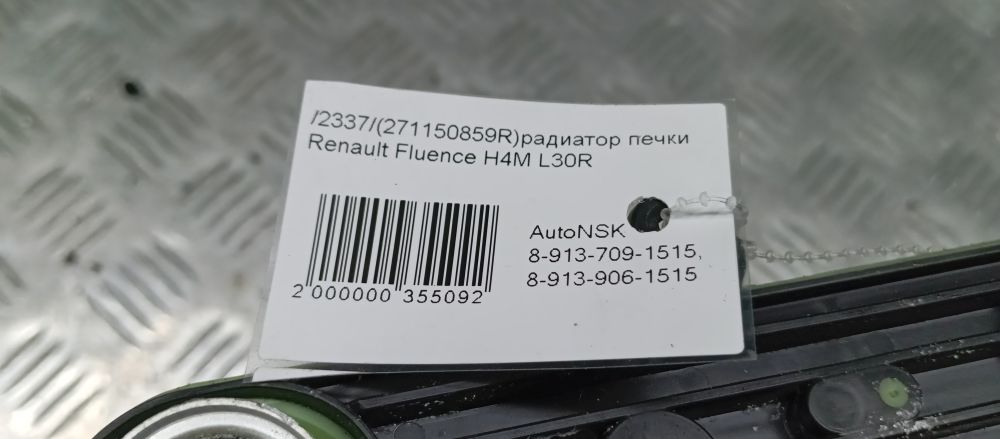 /2337/(271150859R)радиатор печки
Renault Fluence H4M L30R
AutoNSK
8-913-709-1515,
8-913-906-1515
2 000000 355092